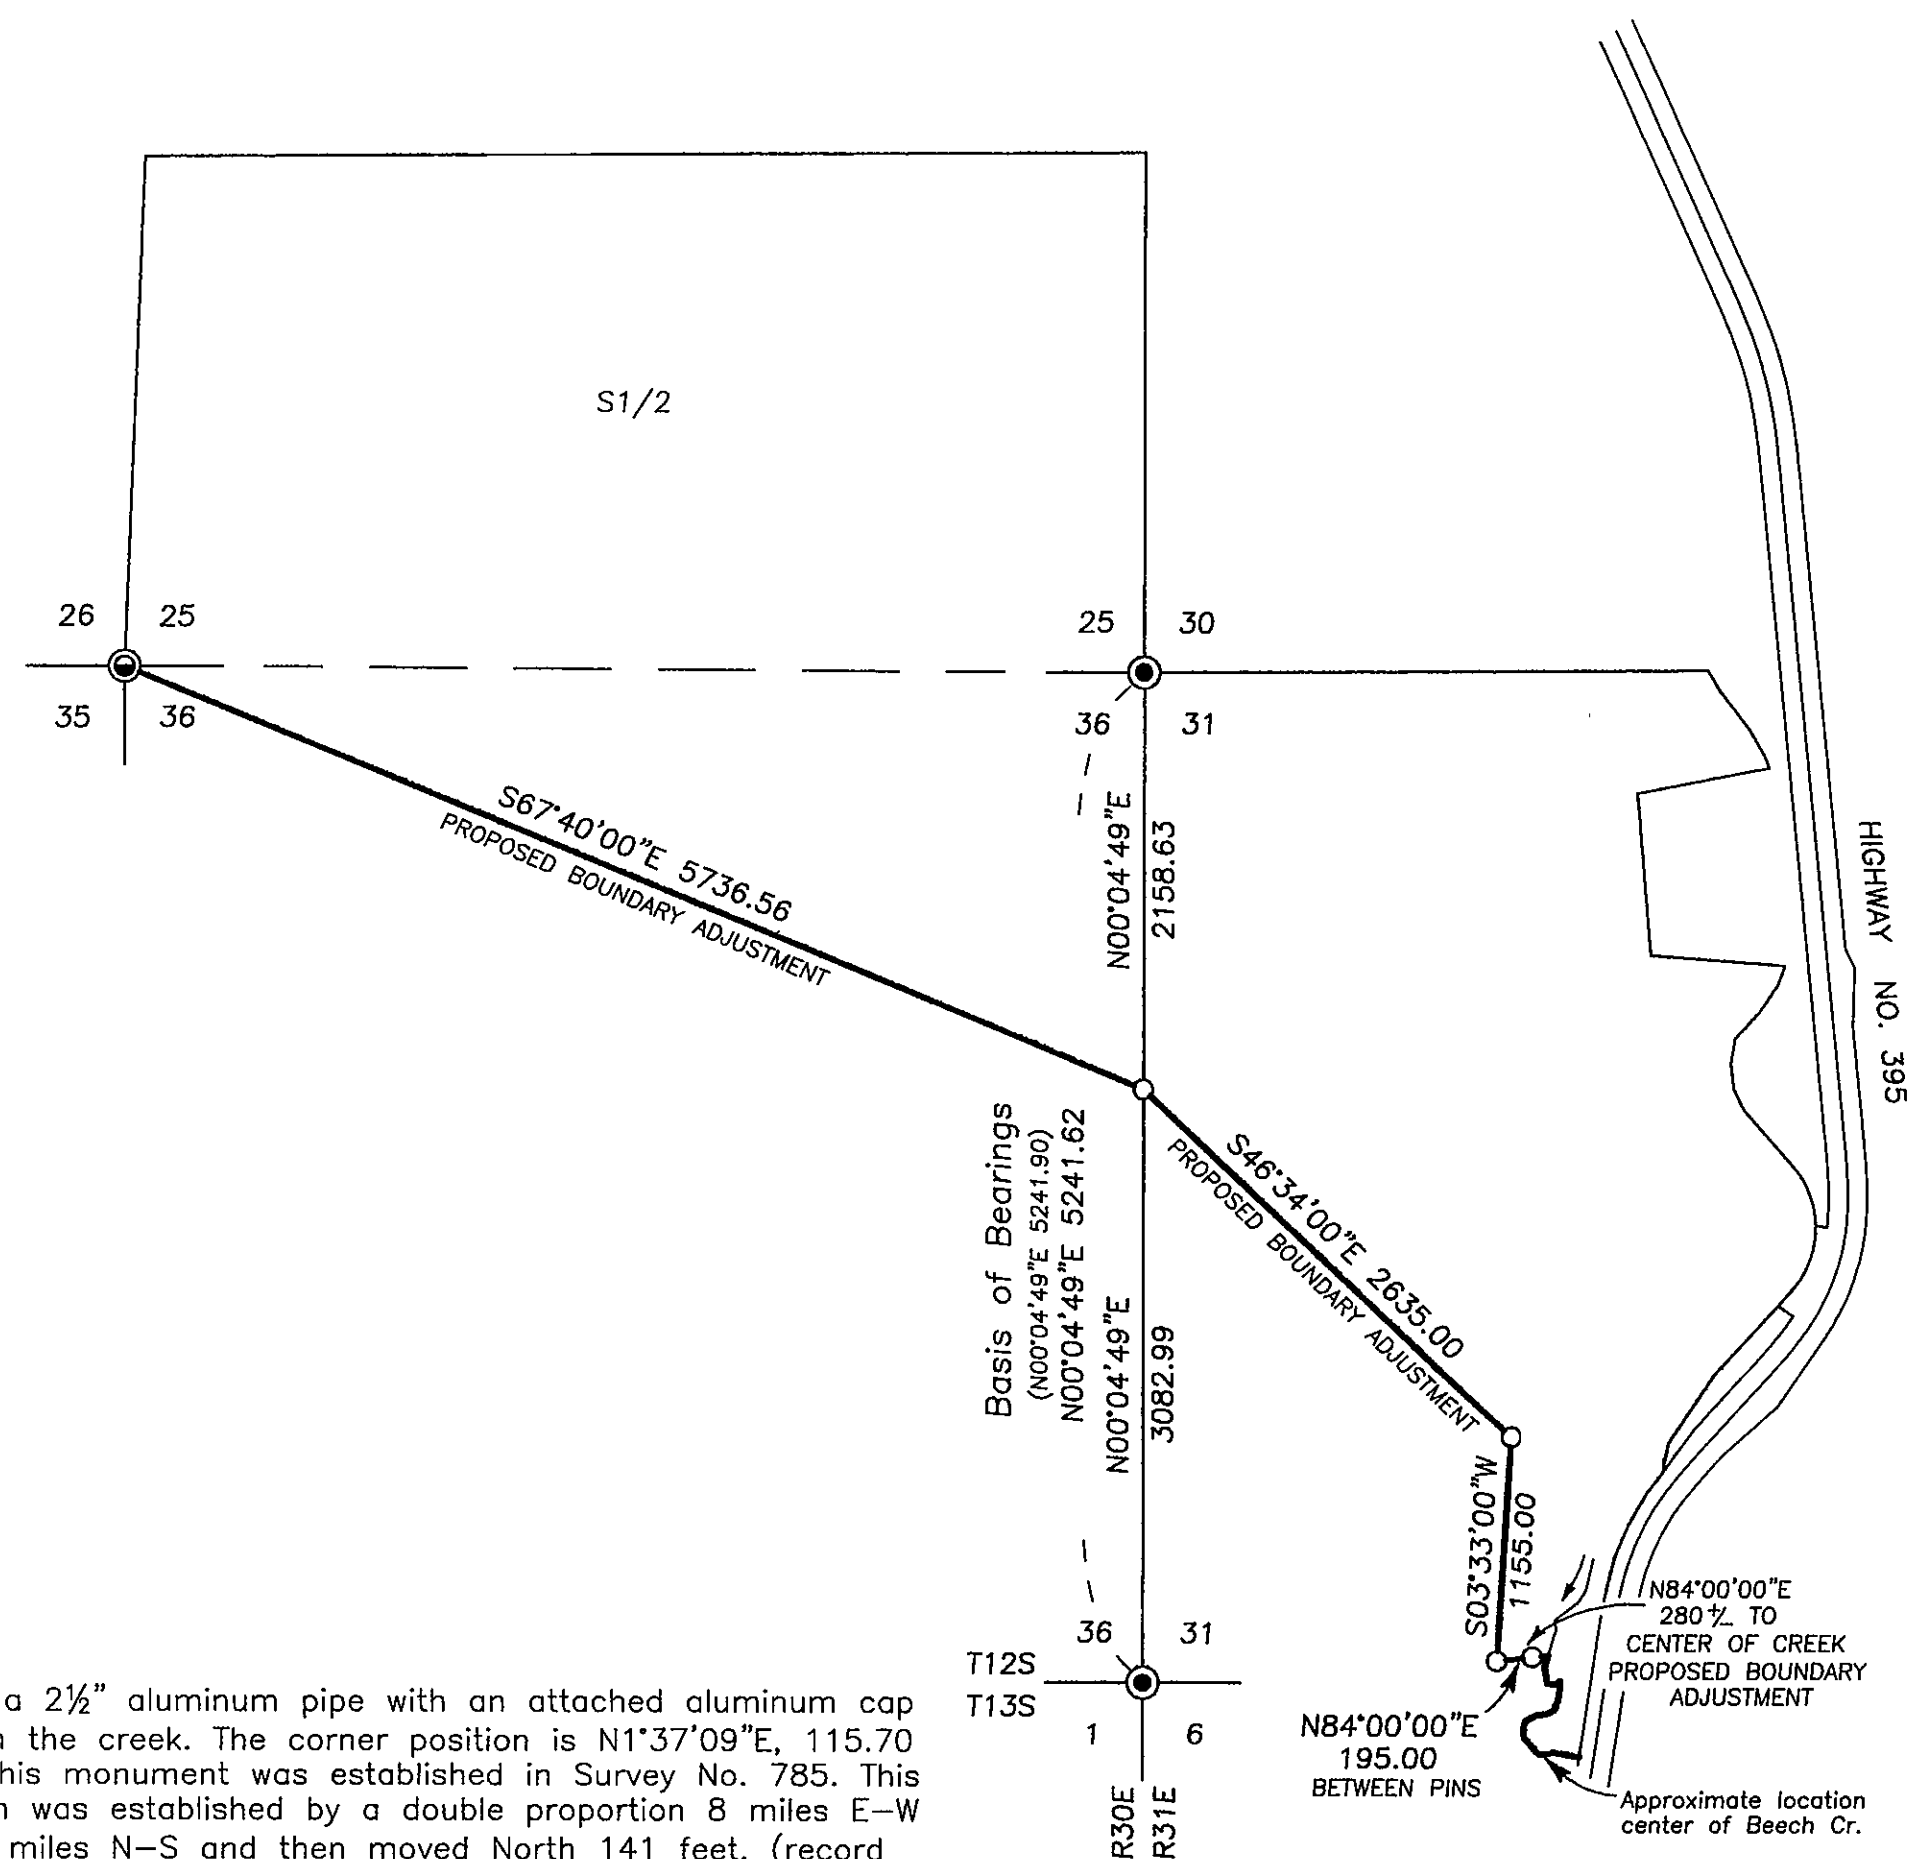 S1/2
26 25
25 30
35 36
36 31
S67°40'00"E 5736.56
PROPOSED BOUNDARY ADJUSTMENT
N00°04'49"E
2158.63
HIGHWAY NO. 395
Basis of Bearings
(N00°04'49"E 5241.90)
N00°04'49"E 5241.62
N00°04'49"E
3082.99
S46°34'00"E 2635.00
PROPOSED BOUNDARY ADJUSTMENT
S03°33'00"W
1155.00
N84°00'00"E
280+/- TO
CENTER OF CREEK
PROPOSED BOUNDARY
ADJUSTMENT
36 31
T12S
T13S
1 6
R30E
R31E
N84°00'00"E
195.00
BETWEEN PINS
Approximate location
center of Beech Cr.
a 2½" aluminum pipe with an attached aluminum cap
the creek. The corner position is N1°37'09"E, 115.70
his monument was established in Survey No. 785. This
was established by a double proportion 8 miles E–W
miles N–S and then moved North 141 feet. (record